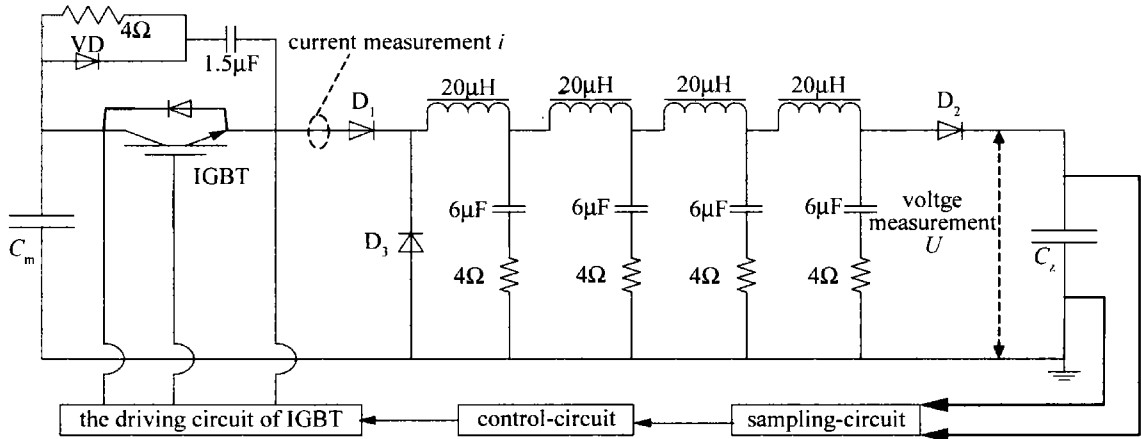 4Ω
VD
1.5μF
current measurement i
20μH
20μH
20μH
20μH
D₁
D₂
IGBT
6μF
6μF
6μF
6μF
voltge
measurement
U
Cₘ
D₃
4Ω
4Ω
4Ω
4Ω
C_z
the driving circuit of IGBT
control-circuit
sampling-circuit